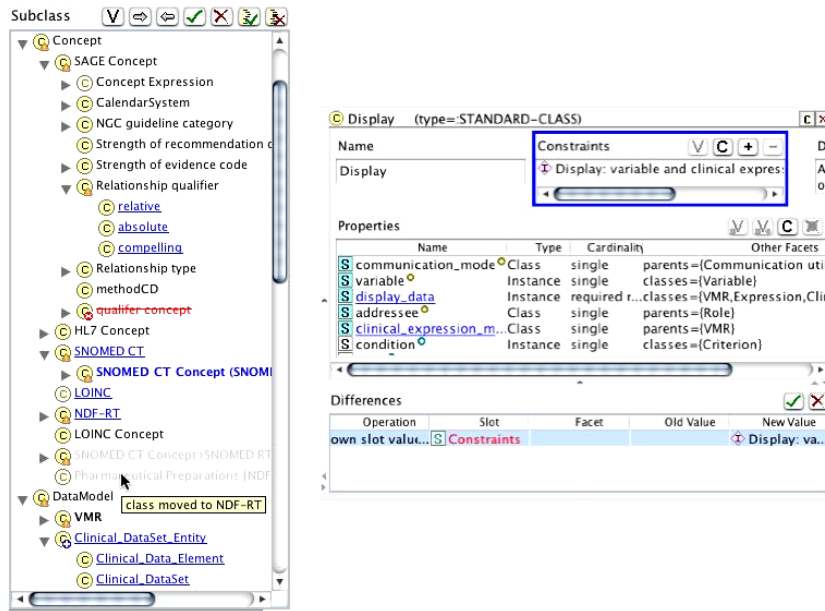 Subclass V
Concept
SAGE Concept
Concept Expression
CalendarSystem
NGC guideline category
Strength of recommendation c
Strength of evidence code
Relationship qualifier
relative
absolute
compelling
Relationship type
methodCD
qualifer concept
HL7 Concept
SNOMED CT
SNOMED CT Concept (SNOMI
LOINC
NDF-RT
LOINC Concept
SNOMED CT Concept (SNOMED RT
Pharmaceutical Preparations (NDF
DataModel
class moved to NDF-RT
VMR
Clinical_DataSet_Entity
Clinical_Data_Element
Clinical_DataSet
C Display (type=:STANDARD-CLASS) C
Name Constraints V C + − D
Display Display: variable and clinical expres: A
o
Properties V V C
Name Type Cardinality Other Facets
S communication_mode Class single parents={Communication uti
S variable Instance single classes={Variable}
S display_data Instance required r...classes={VMR,Expression,Cli
S addressee Class single parents={Role}
S clinical_expression_m...Class single parents={VMR}
S condition Instance single classes={Criterion}
Differences
Operation Slot Facet Old Value New Value
own slot value... S Constraints Display: va...